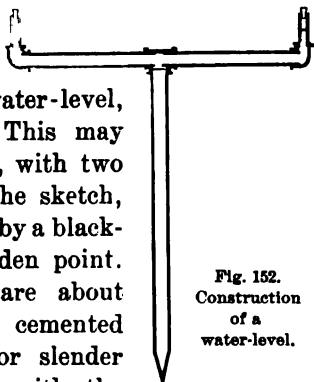 ater-level,
This may
, with two
he sketch,
by a black-
den point.
are about
cemented
or slender
Fig. 152.
Construction
of a
water-level.